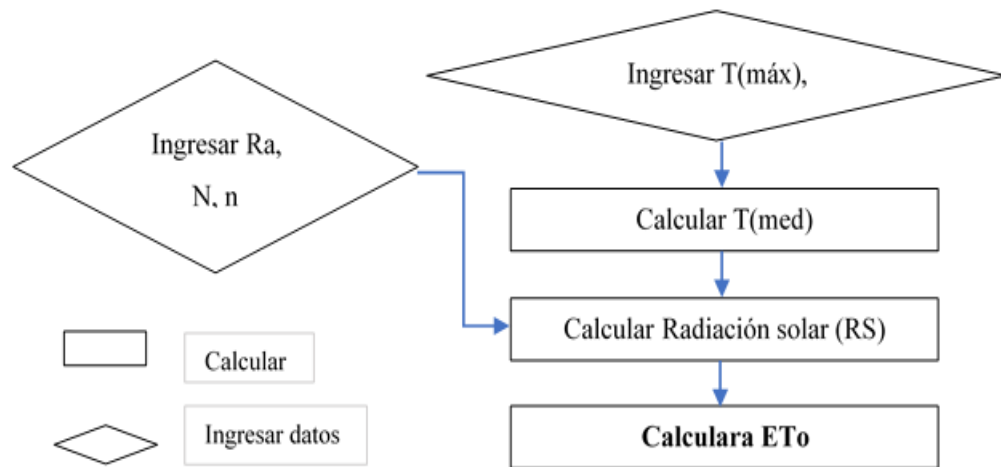 Ingresar T(máx),
Ingresar Ra,
N, n
Calcular T(med)
Calcular Radiación solar (RS)
Calculara ETo
Calcular
Ingresar datos